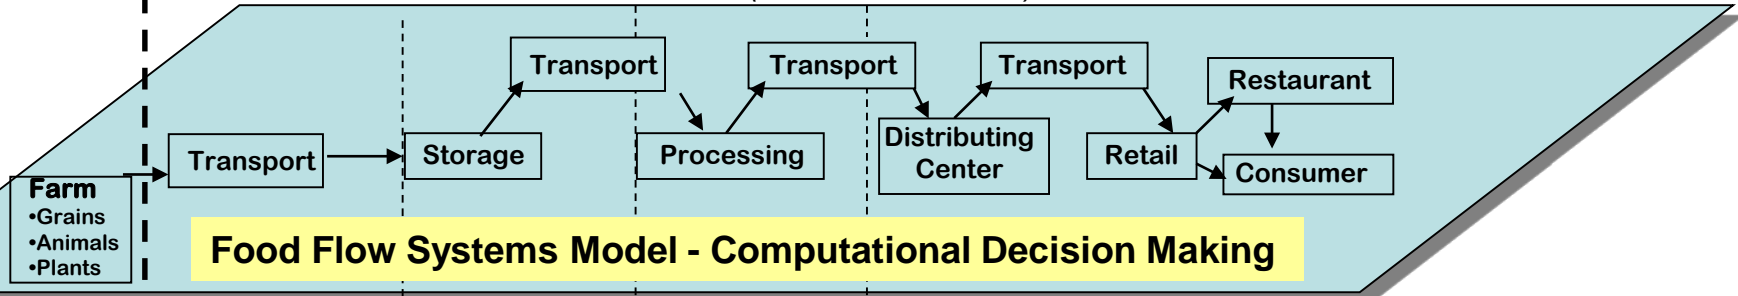 Transport
Transport
Transport
Restaurant
Transport
Storage
Processing
Distributing
Center
Retail
Consumer
Farm
•Grains
•Animals
•Plants
Food Flow Systems Model - Computational Decision Making